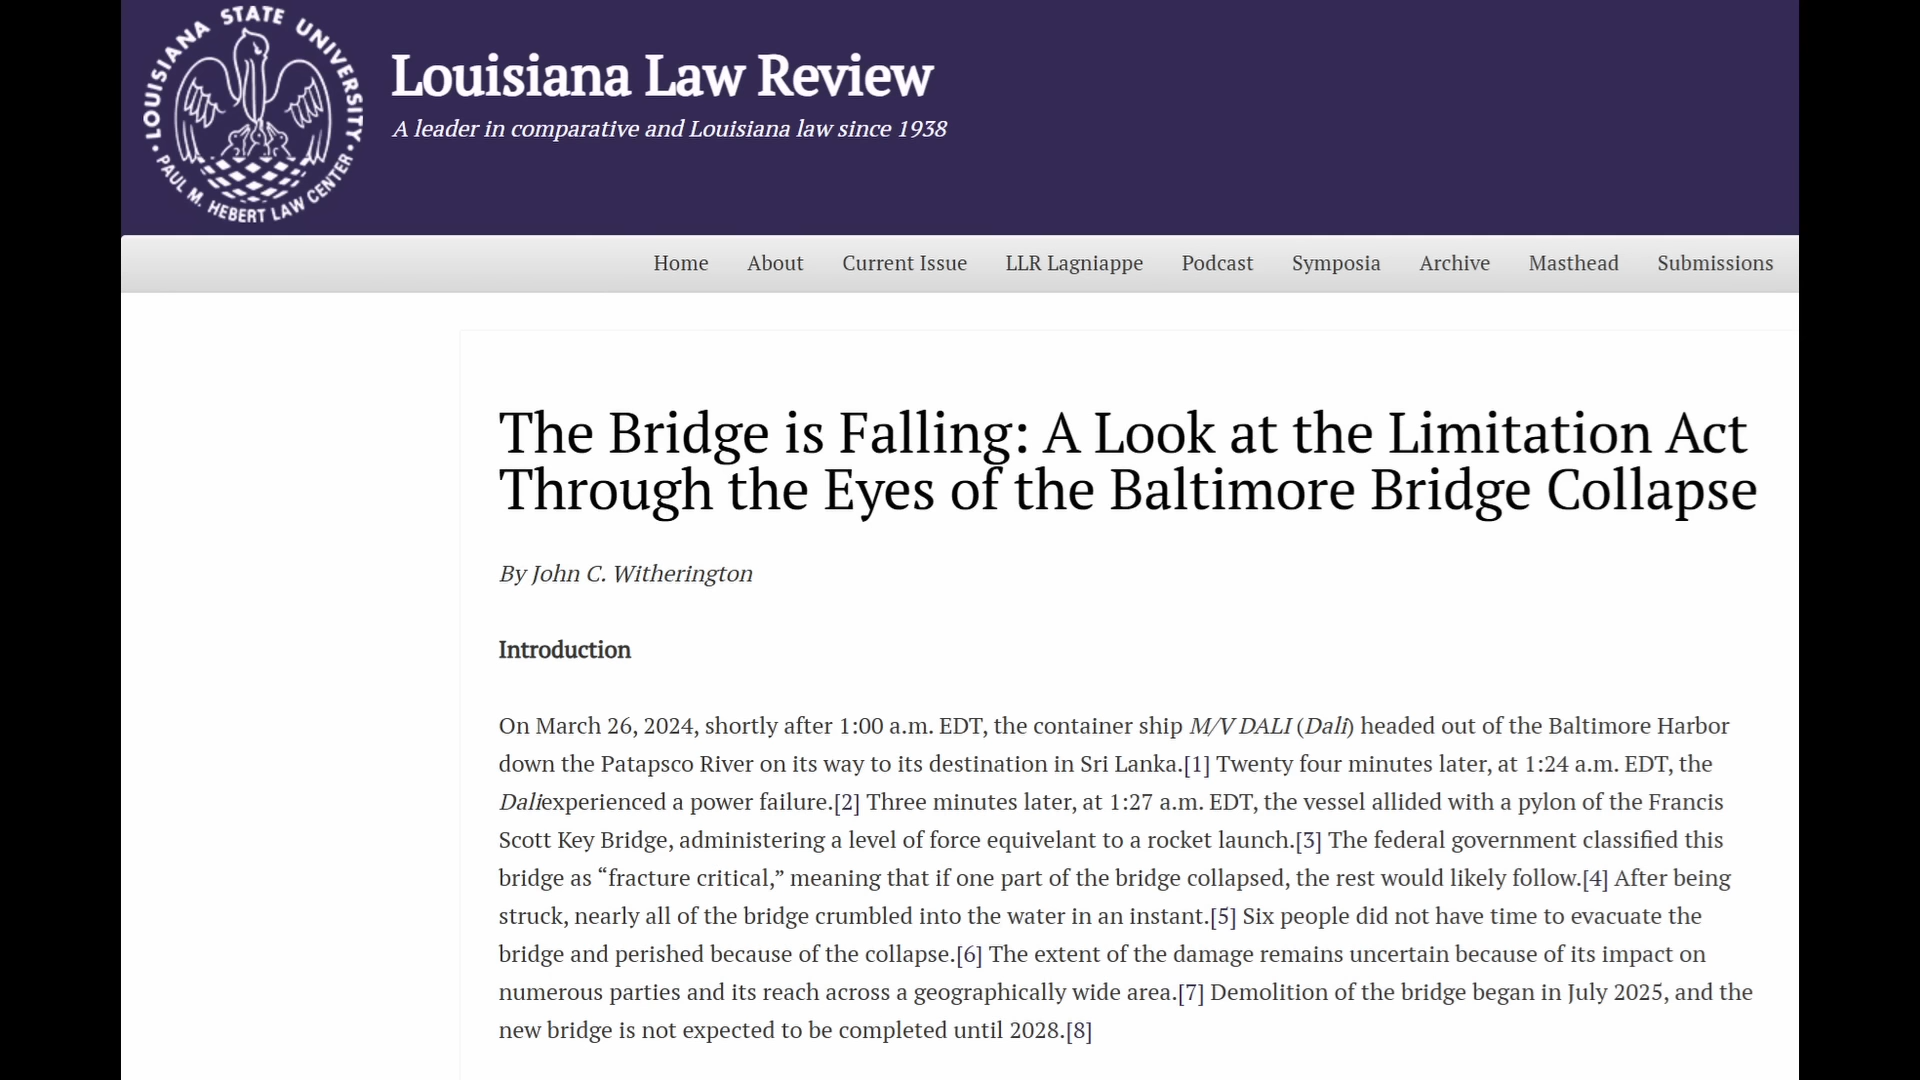 LOUISIANA STATE UNIVERSITY
PAUL M. HEBERT LAW CENTER
Louisiana Law Review
A leader in comparative and Louisiana law since 1938
Home About Current Issue LLR Lagniappe Podcast Symposia Archive Masthead Submissions
The Bridge is Falling: A Look at the Limitation Act
Through the Eyes of the Baltimore Bridge Collapse
By John C. Witherington
Introduction
On March 26, 2024, shortly after 1:00 a.m. EDT, the container ship M/V DALI (Dali) headed out of the Baltimore Harbor
down the Patapsco River on its way to its destination in Sri Lanka.[1] Twenty four minutes later, at 1:24 a.m. EDT, the
Daliexperienced a power failure.[2] Three minutes later, at 1:27 a.m. EDT, the vessel allided with a pylon of the Francis
Scott Key Bridge, administering a level of force equivelant to a rocket launch.[3] The federal government classified this
bridge as “fracture critical,” meaning that if one part of the bridge collapsed, the rest would likely follow.[4] After being
struck, nearly all of the bridge crumbled into the water in an instant.[5] Six people did not have time to evacuate the
bridge and perished because of the collapse.[6] The extent of the damage remains uncertain because of its impact on
numerous parties and its reach across a geographically wide area.[7] Demolition of the bridge began in July 2025, and the
new bridge is not expected to be completed until 2028.[8]